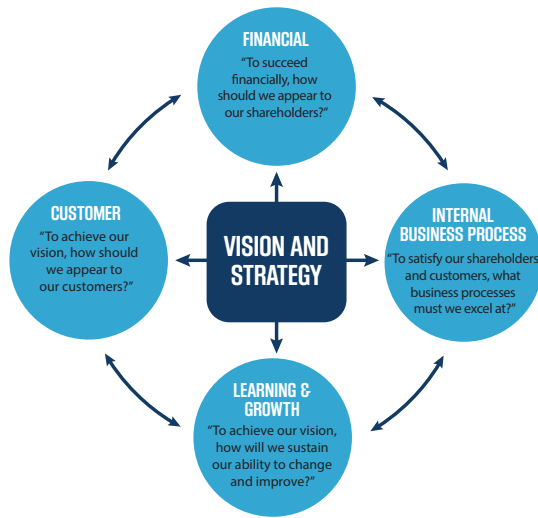 FINANCIAL
“To succeed
financially, how
should we appear to
our shareholders?”
CUSTOMER
“To achieve our
vision, how should
we appear to
our customers?”
VISION AND
STRATEGY
INTERNAL
BUSINESS PROCESS
“To satisfy our shareholders
and customers, what
business processes
must we excel at?”
LEARNING &
GROWTH
“To achieve our vision,
how will we sustain
our ability to change
and improve?”